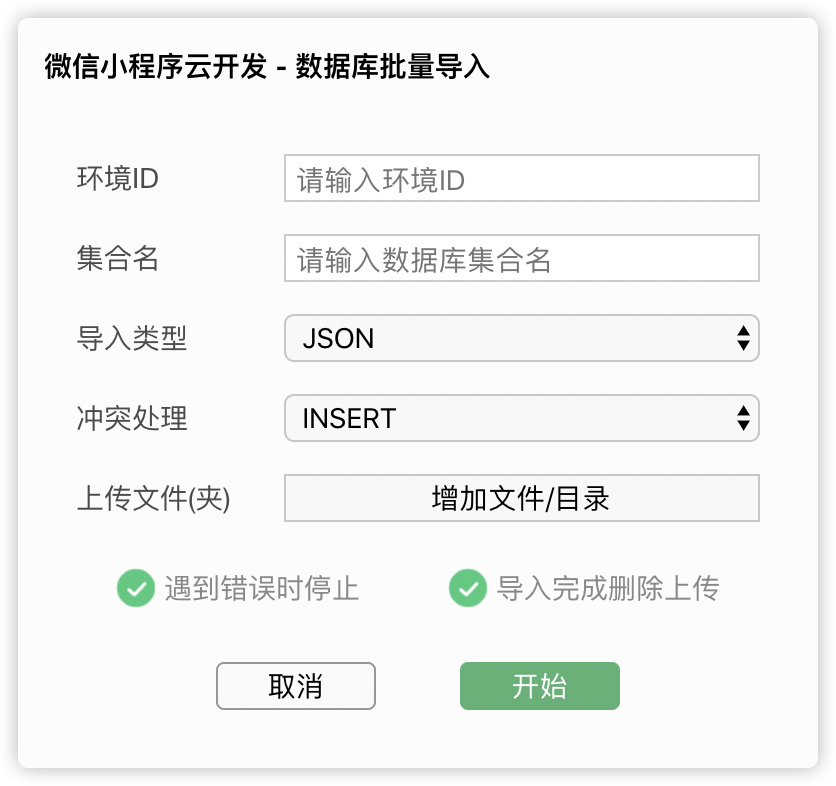 微信小程序云开发 - 数据库批量导入
环境ID
请输入环境ID
集合名
请输入数据库集合名
导入类型
JSON
冲突处理
INSERT
上传文件(夹)
增加文件/目录
遇到错误时停止
导入完成删除上传
取消
开始